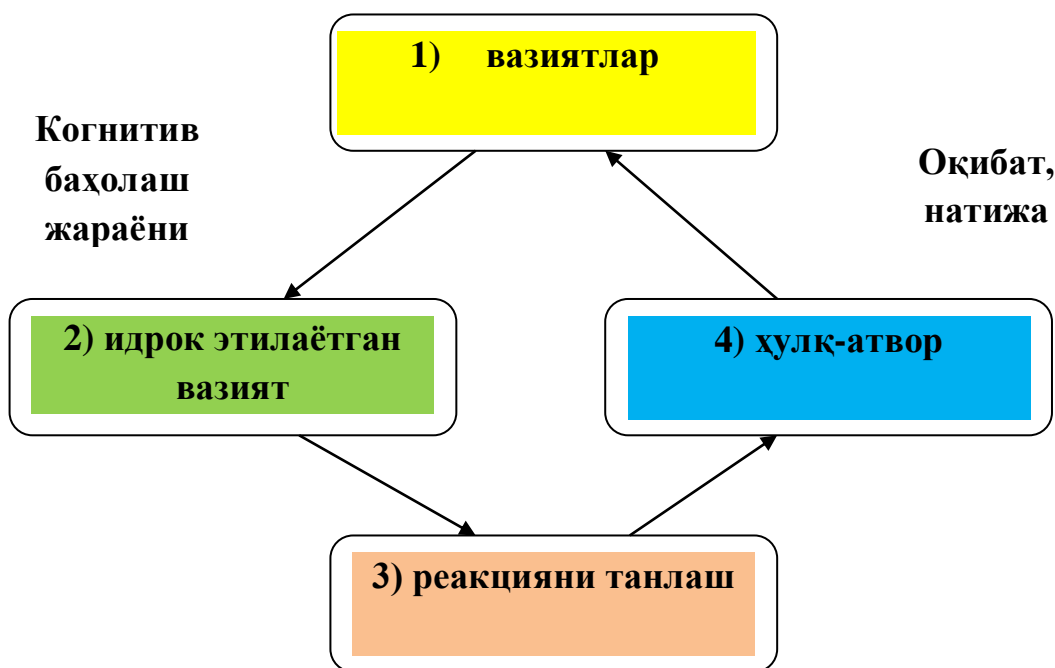 1) вазиятлар
Когнитив
баҳолаш
жараёни
Оқибат,
натижа
2) идрок этилаётган
вазият
4) ҳулқ-атвор
3) реакцияни танлаш